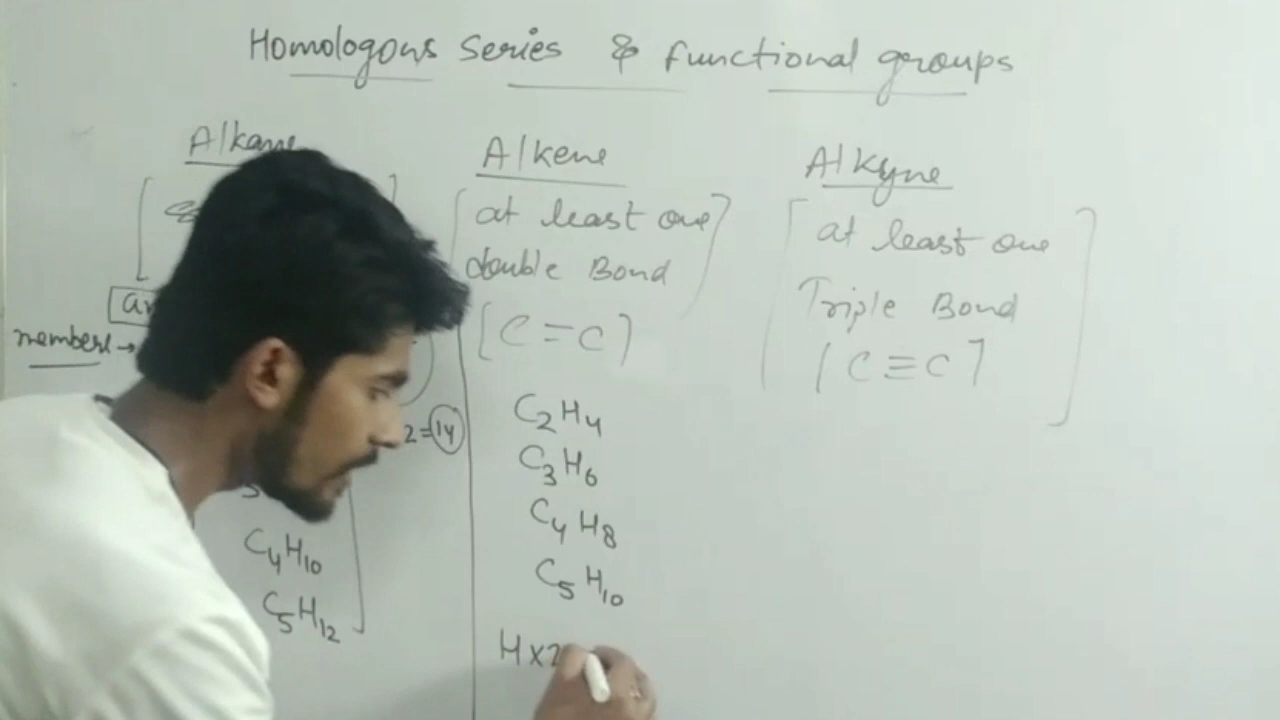 Homologous Series & functional groups
Alkane
members →
2=14
C4H10
C5H12
Alkene
at least one
double Bond
[C=C]
C2H4
C3H6
C4H8
C5H10
H×2
Alkyne
at least one
Triple Bond
[C≡C]